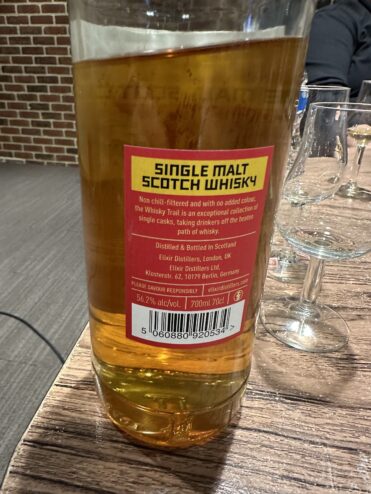 SINGLE MALT
SCOTCH WHISKY
Non chill-filtered and with no added colour,
the Whisky Trail is an exceptional collection of
single casks, taking drinkers off the beaten
path of whisky.
Distilled & Bottled in Scotland
Elixir Distillers, London, UK
Elixir Distillers Ltd,
Klosterstr. 62, 10179 Berlin, Germany
PLEASE SAVOUR RESPONSIBLY elixirdistillers.com
56.2% alc/vol. 700ml 70cl
5 060880 920534 >